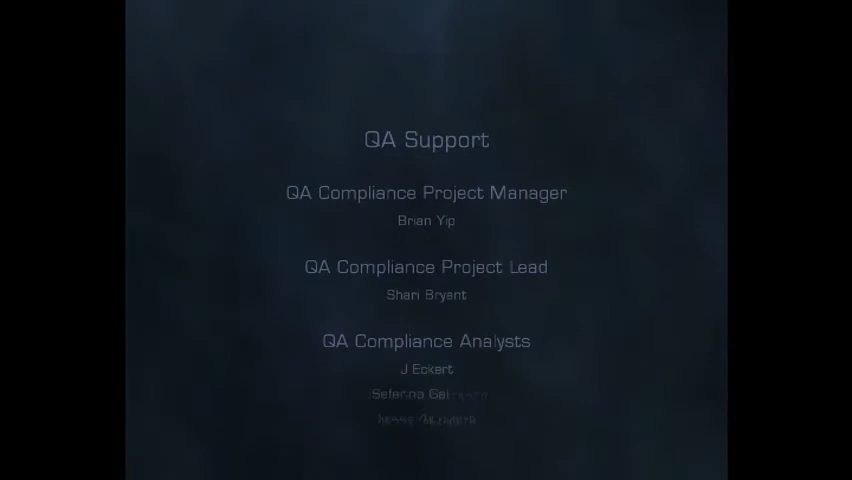 QA Support
QA Compliance Project Manager
Brian Yip
QA Compliance Project Lead
Shari Bryant
QA Compliance Analysts
J Eckert